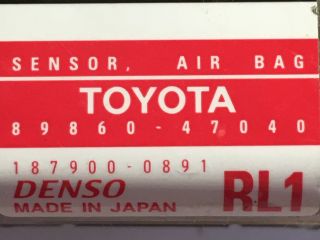 SENSOR, AIR BAG
TOYOTA
89860-47040
187900-0891
DENSO
MADE IN JAPAN
RL1